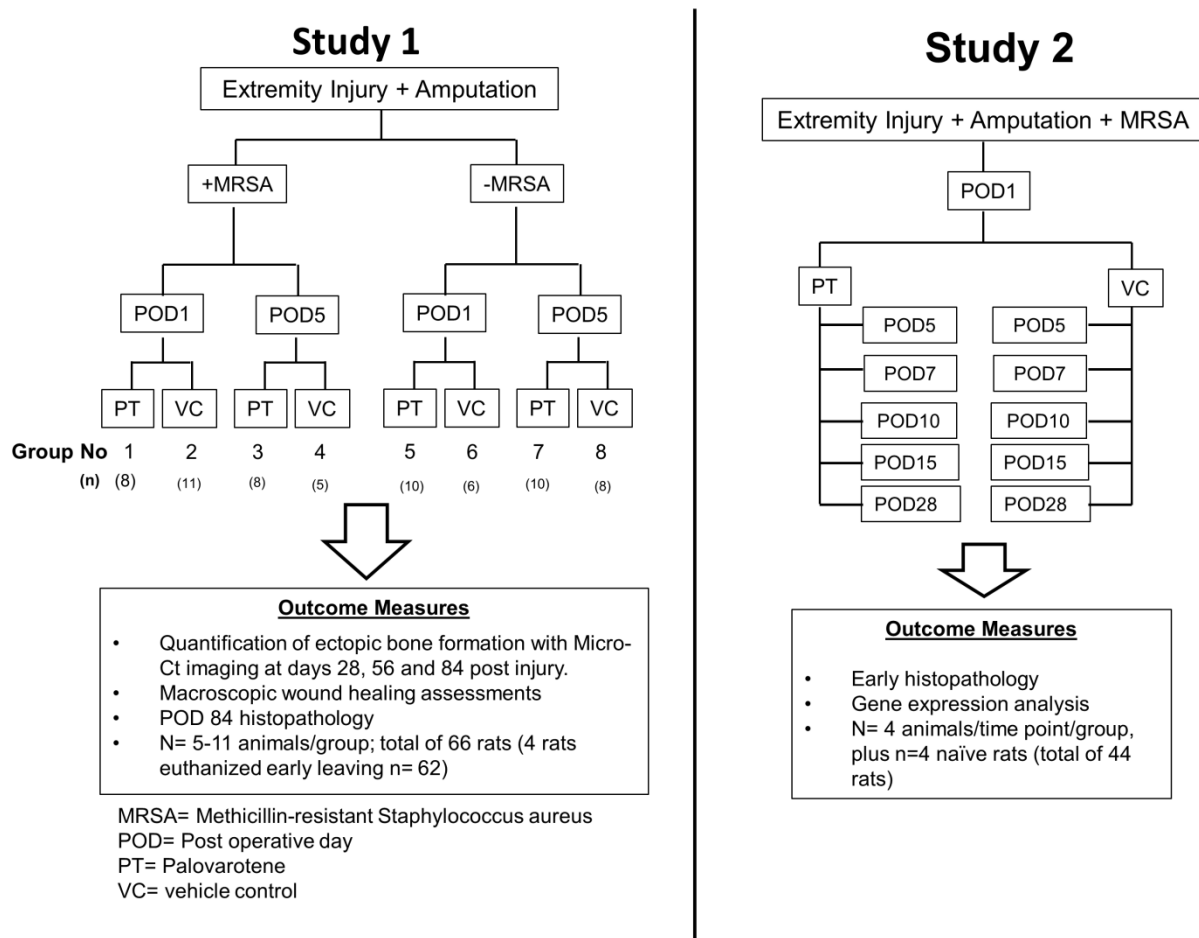 Study 1
Extremity Injury + Amputation
+MRSA
-MRSA
POD1
POD5
POD1
POD5
PT
VC
PT
VC
PT
VC
PT
VC
Group No 1 2 3 4 5 6 7 8
(n) (8) (11) (8) (5) (10) (6) (10) (8)
Outcome Measures
• Quantification of ectopic bone formation with Micro-
Ct imaging at days 28, 56 and 84 post injury.
• Macroscopic wound healing assessments
• POD 84 histopathology
• N= 5-11 animals/group; total of 66 rats (4 rats
euthanized early leaving n= 62)
MRSA= Methicillin-resistant Staphylococcus aureus
POD= Post operative day
PT= Palovarotene
VC= vehicle control
Study 2
Extremity Injury + Amputation + MRSA
POD1
PT
VC
POD5
POD5
POD7
POD7
POD10
POD10
POD15
POD15
POD28
POD28
Outcome Measures
• Early histopathology
• Gene expression analysis
• N= 4 animals/time point/group,
plus n=4 naïve rats (total of 44
rats)